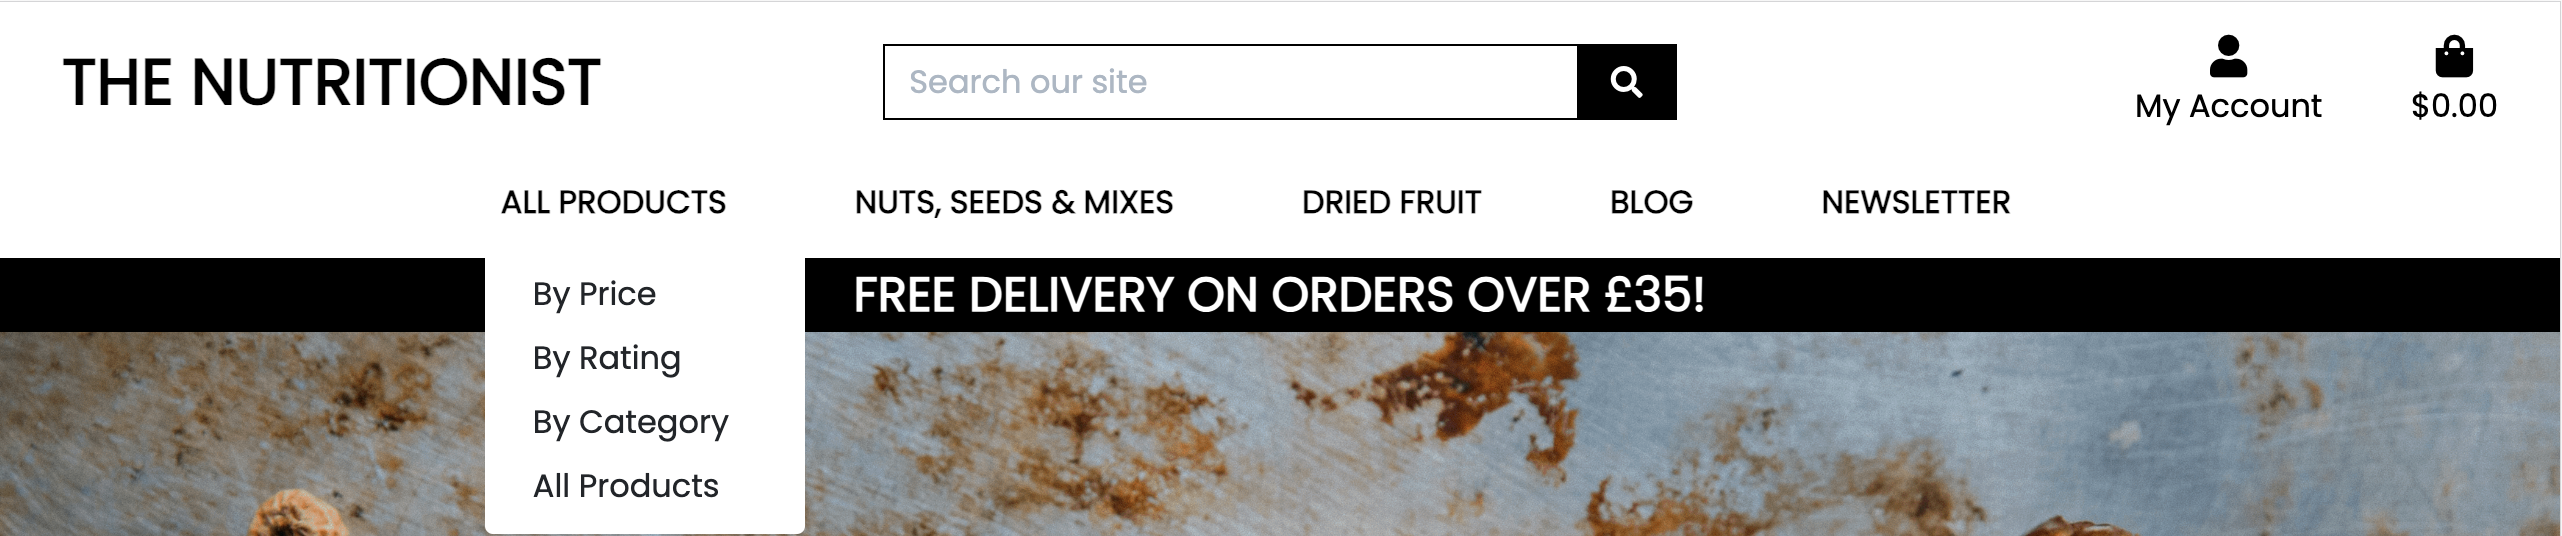 THE NUTRITIONIST
Search our site
My Account
$0.00
ALL PRODUCTS
NUTS, SEEDS & MIXES
DRIED FRUIT
BLOG
NEWSLETTER
By Price
By Rating
By Category
All Products
FREE DELIVERY ON ORDERS OVER £35!